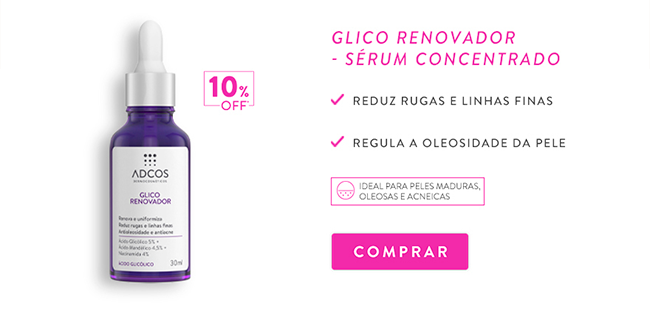 GLICO RENOVADOR
- SÉRUM CONCENTRADO
10%
OFF*
REDUZ RUGAS E LINHAS FINAS
REGULA A OLEOSIDADE DA PELE
IDEAL PARA PELES MADURAS,
OLEOSAS E ACNEICAS
COMPRAR
ADCOS
DERMOCOSMÉTICOS
GLICO
RENOVADOR
Renova e uniformiza
Reduz rugas e linhas finas
Antioleosidade e antiacne
Ácido Glicólico 5% +
Ácido Mandélico 4,5% +
Niacinamida 4%
ÁCIDO GLICÓLICO
30ml